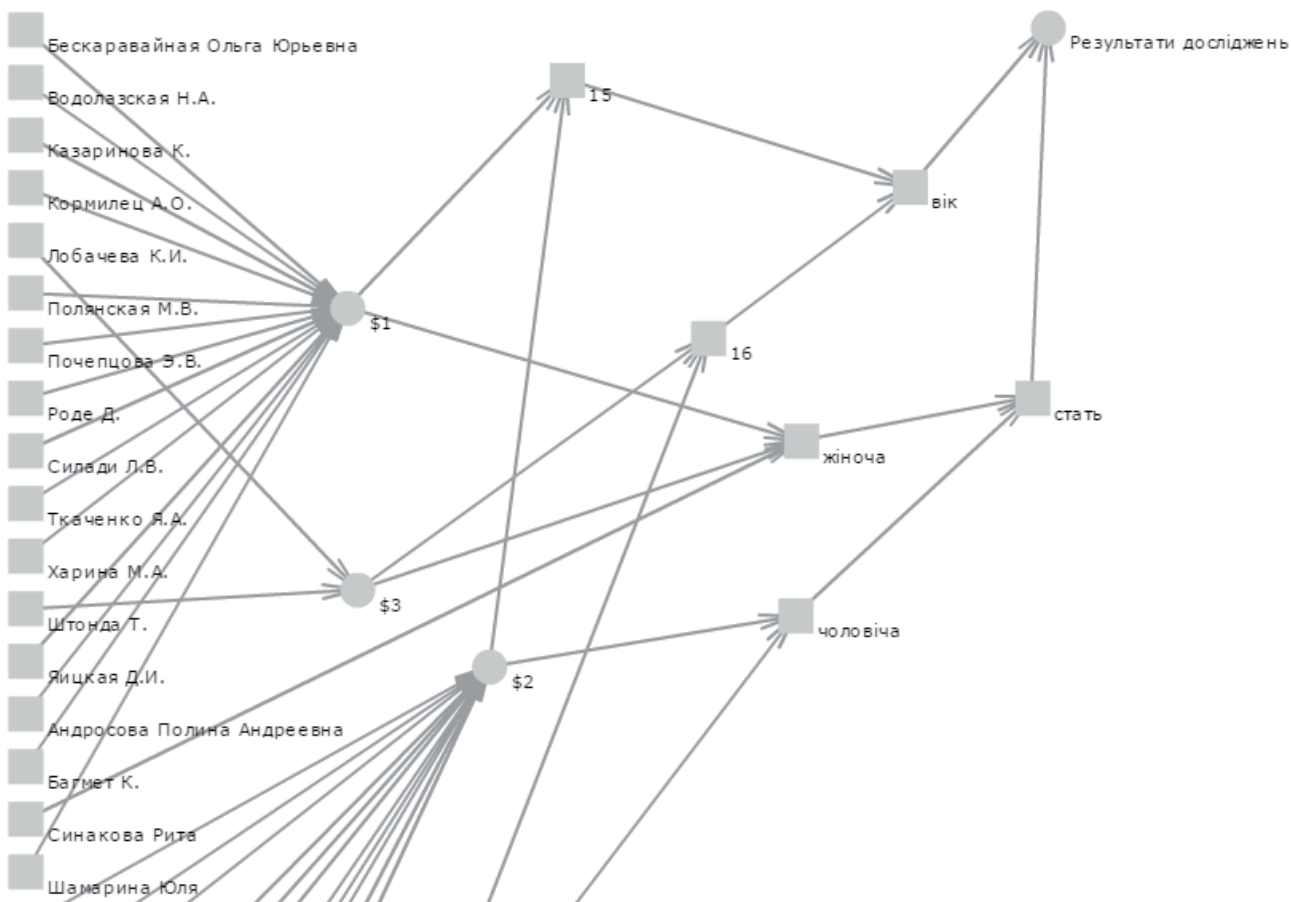 Бескаравайная Ольга Юрьевна
Результати досліджень
15
Водолазская Н.А.
Казаринова К.
Кормилец А.О.
вік
Лобачева К.И.
Полянская М.В.
$1
16
Почепцова Э.В.
Роде Д.
стать
жіноча
Силади Л.В.
Ткаченко Я.А.
Харина М.А.
$3
Штонда Т.
чоловіча
Яицкая Д.И.
$2
Андросова Полина Андреевна
Багмет К.
Синакова Рита
Шамарина Юля